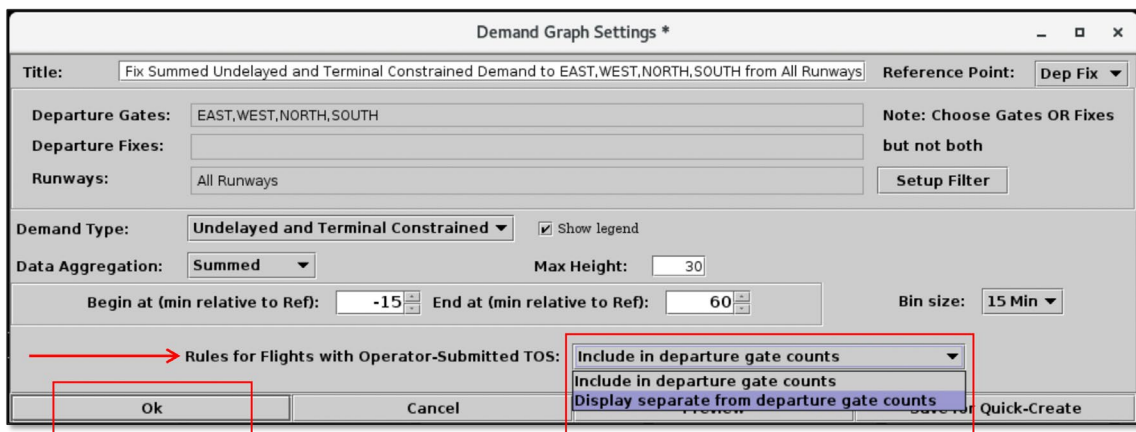 Demand Graph Settings *
Title: Fix Summed Undelayed and Terminal Constrained Demand to EAST,WEST,NORTH,SOUTH from All Runways Reference Point: Dep Fix
Departure Gates: EAST,WEST,NORTH,SOUTH Note: Choose Gates OR Fixes
Departure Fixes: but not both
Runways: All Runways Setup Filter
Demand Type: Undelayed and Terminal Constrained Show legend
Data Aggregation: Summed Max Height: 30
Begin at (min relative to Ref): -15 End at (min relative to Ref): 60 Bin size: 15 Min
Rules for Flights with Operator-Submitted TOS: Include in departure gate counts
Include in departure gate counts
Display separate from departure gate counts
Ok Cancel Quick-Create